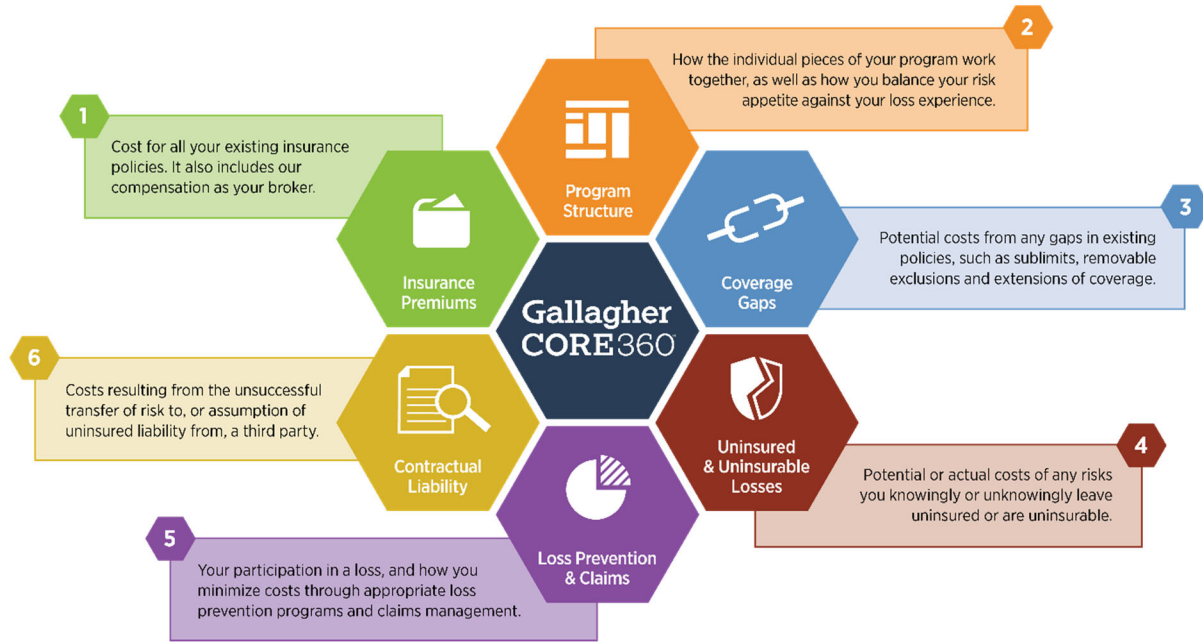 1
Cost for all your existing insurance
policies. It also includes our
compensation as your broker.
Insurance
Premiums
2
How the individual pieces of your program work
together, as well as how you balance your risk
appetite against your loss experience.
Program
Structure
3
Potential costs from any gaps in existing
policies, such as sublimits, removable
exclusions and extensions of coverage.
Coverage
Gaps
Gallagher
CORE360
4
Potential or actual costs of any risks
you knowingly or unknowingly leave
uninsured or are uninsurable.
Uninsured
& Uninsurable
Losses
5
Your participation in a loss, and how you
minimize costs through appropriate loss
prevention programs and claims management.
Loss Prevention
& Claims
6
Costs resulting from the unsuccessful
transfer of risk to, or assumption of
uninsured liability from, a third party.
Contractual
Liability